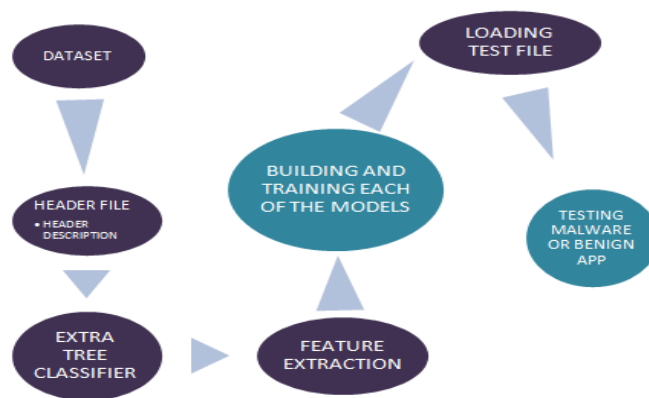 DATASET
HEADER FILE
• HEADER
DESCRIPTION
EXTRA
TREE
CLASSIFIER
FEATURE
EXTRACTION
BUILDING AND
TRAINING EACH
OF THE MODELS
LOADING
TEST FILE
TESTING
MALWARE
OR BENIGN
APP